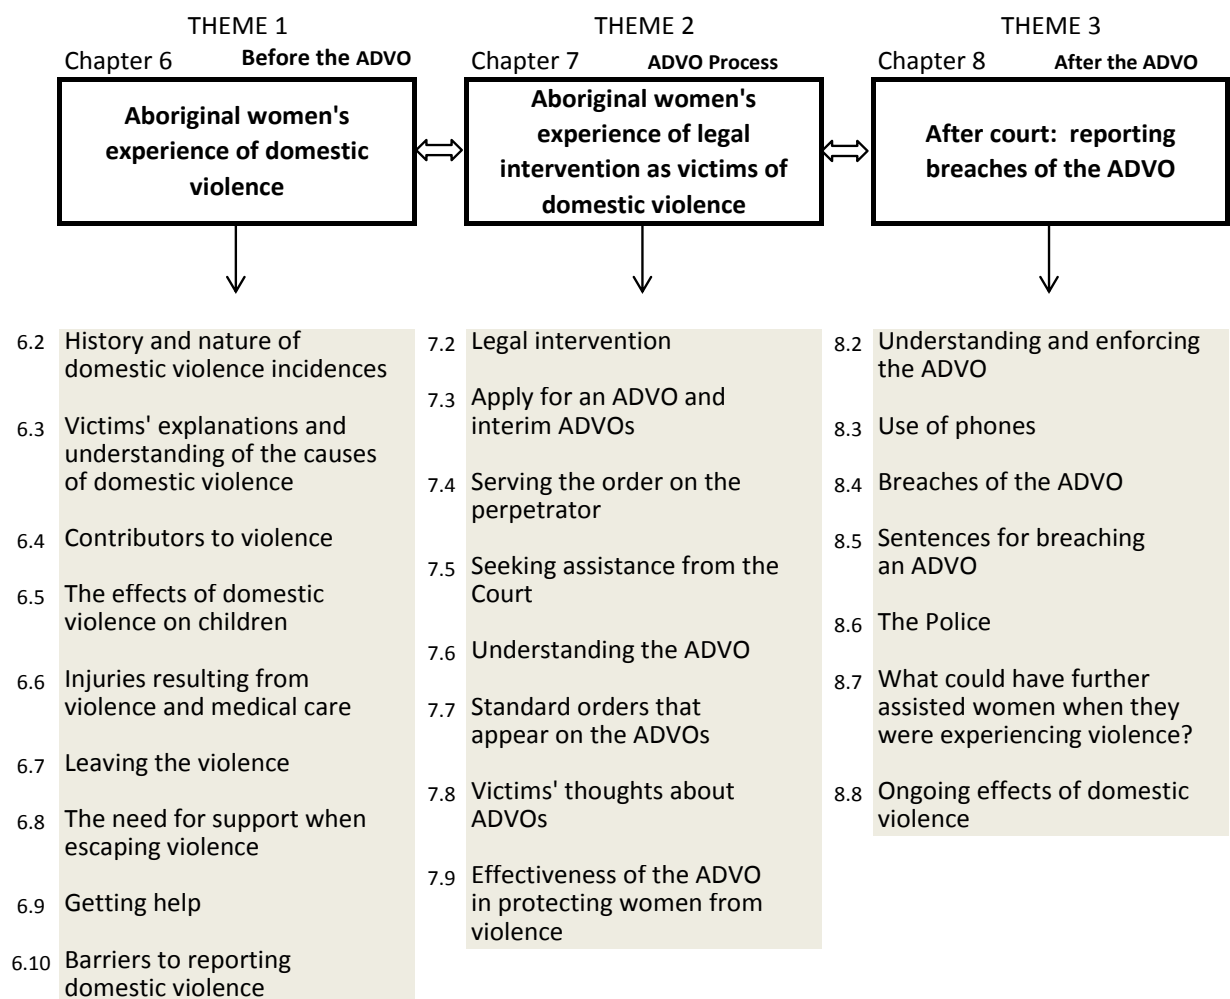 THEME 1
Chapter 6 Before the ADVO
Aboriginal women's
experience of domestic
violence
6.2 History and nature of
domestic violence incidences
6.3 Victims' explanations and
understanding of the causes
of domestic violence
6.4 Contributors to violence
6.5 The effects of domestic
violence on children
6.6 Injuries resulting from
violence and medical care
6.7 Leaving the violence
6.8 The need for support when
escaping violence
6.9 Getting help
6.10 Barriers to reporting
domestic violence
THEME 2
Chapter 7 ADVO Process
Aboriginal women's
experience of legal
intervention as victims of
domestic violence
7.2 Legal intervention
7.3 Apply for an ADVO and
interim ADVOs
7.4 Serving the order on the
perpetrator
7.5 Seeking assistance from the
Court
7.6 Understanding the ADVO
7.7 Standard orders that
appear on the ADVOs
7.8 Victims' thoughts about
ADVOs
7.9 Effectiveness of the ADVO
in protecting women from
violence
THEME 3
Chapter 8 After the ADVO
After court: reporting
breaches of the ADVO
8.2 Understanding and enforcing
the ADVO
8.3 Use of phones
8.4 Breaches of the ADVO
8.5 Sentences for breaching
an ADVO
8.6 The Police
8.7 What could have further
assisted women when they
were experiencing violence?
8.8 Ongoing effects of domestic
violence